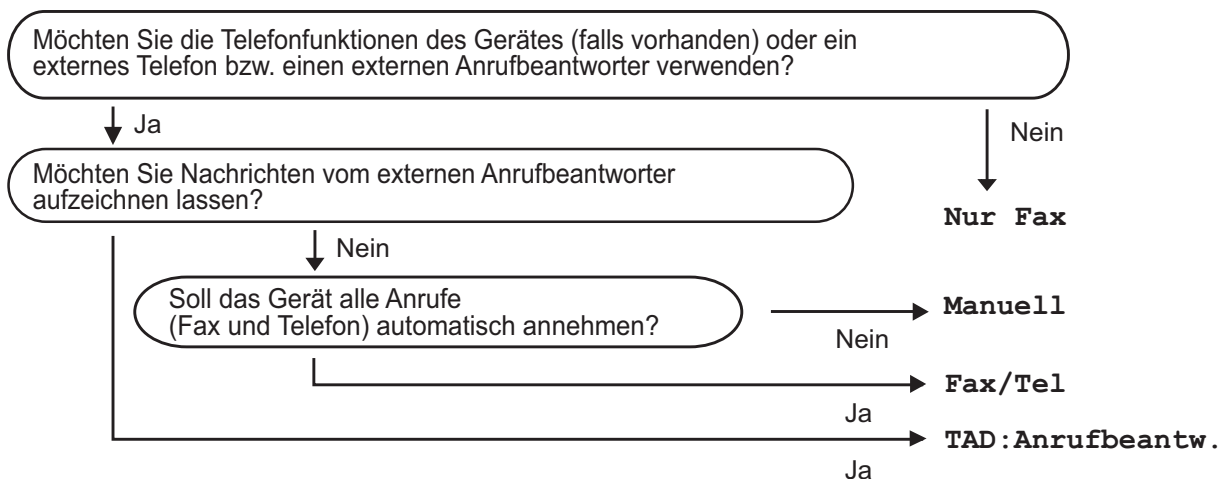 Möchten Sie die Telefonfunktionen des Gerätes (falls vorhanden) oder ein
externes Telefon bzw. einen externen Anrufbeantworter verwenden?
Ja
Nein
Möchten Sie Nachrichten vom externen Anrufbeantworter
aufzeichnen lassen?
Nur Fax
Nein
Soll das Gerät alle Anrufe
(Fax und Telefon) automatisch annehmen?
Manuell
Nein
Fax/Tel
Ja
TAD:Anrufbeantw.
Ja